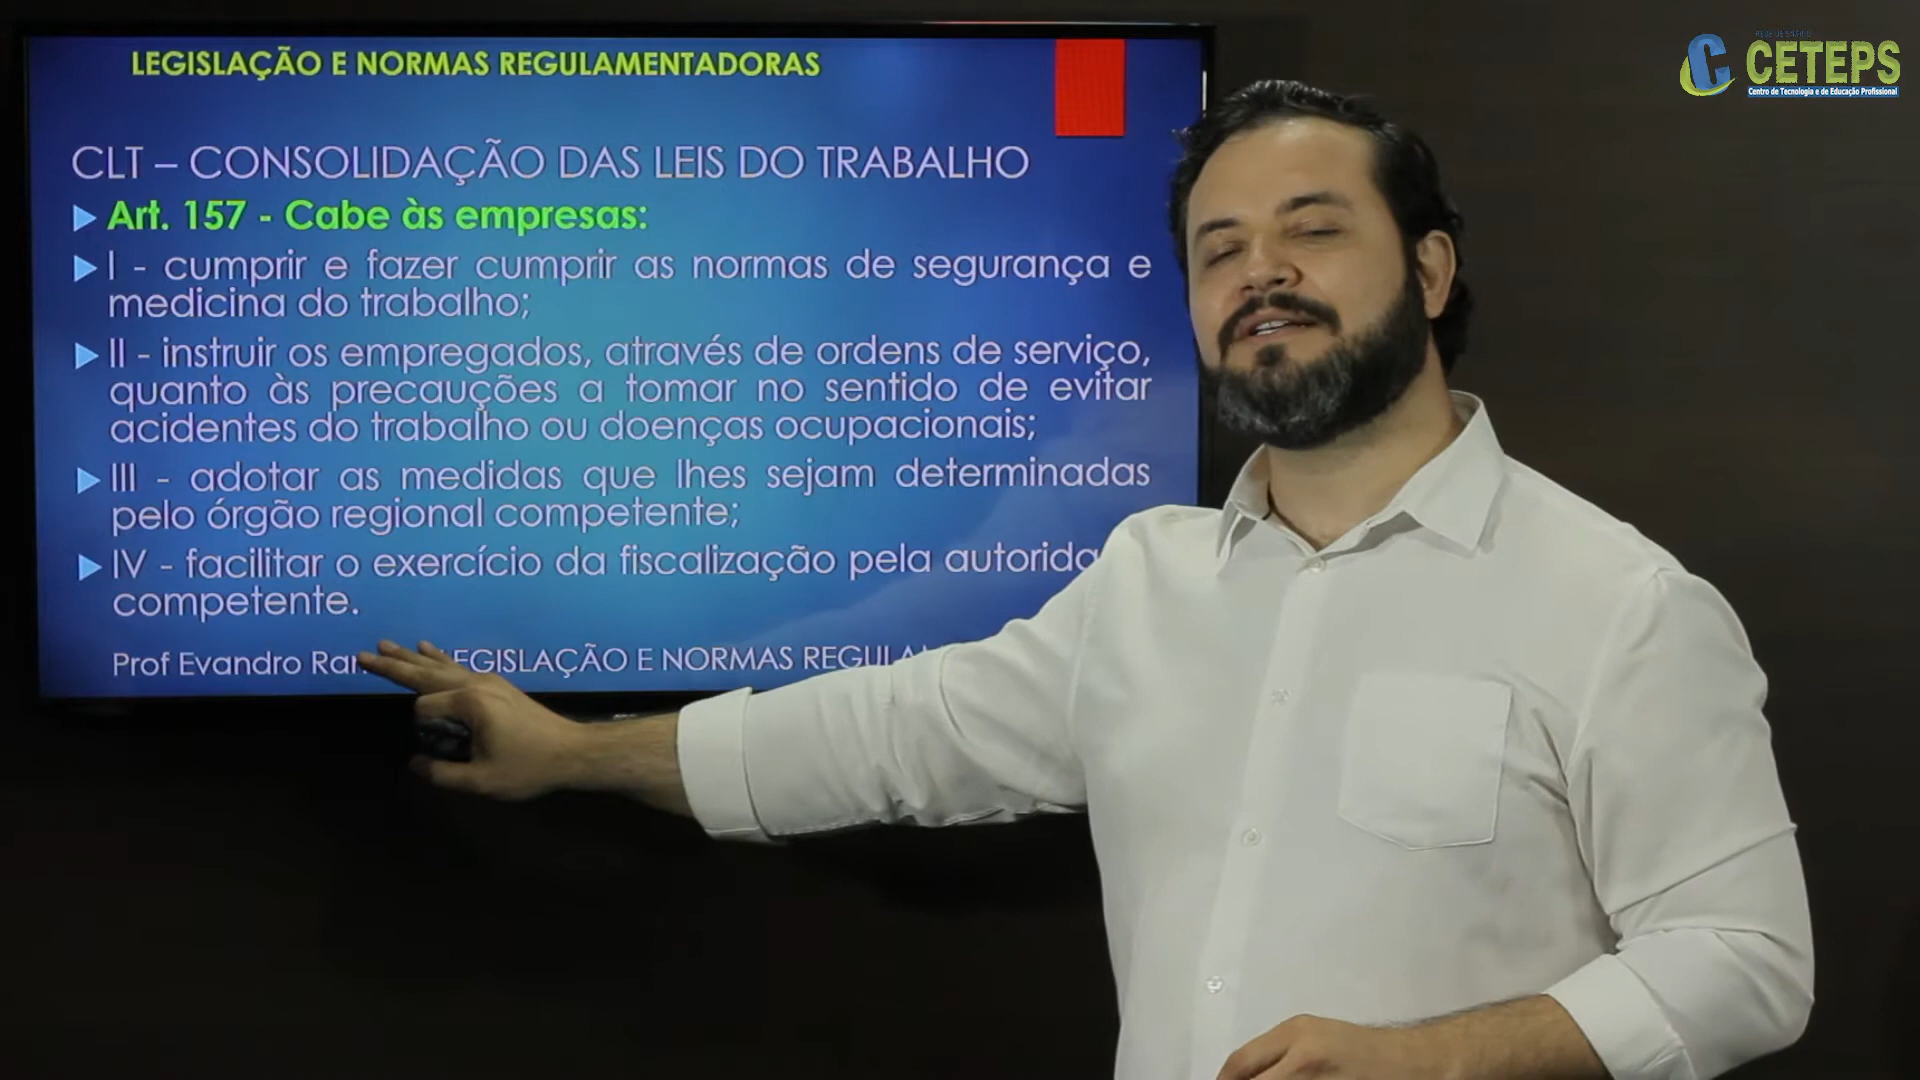 LEGISLAÇÃO E NORMAS REGULAMENTADORAS
CETEPS
Centro de Tecnologia e de Educação Profissional
CLT – CONSOLIDAÇÃO DAS LEIS DO TRABALHO
Art. 157 - Cabe às empresas:
I - cumprir e fazer cumprir as normas de segurança e
medicina do trabalho;
II - instruir os empregados, através de ordens de serviço,
quanto às precauções a tomar no sentido de evitar
acidentes do trabalho ou doenças ocupacionais;
III - adotar as medidas que lhes sejam determinadas
pelo órgão regional competente;
IV - facilitar o exercício da fiscalização pela autorida
competente.
Prof Evandro Ra LEGISLAÇÃO E NORMAS REGULA